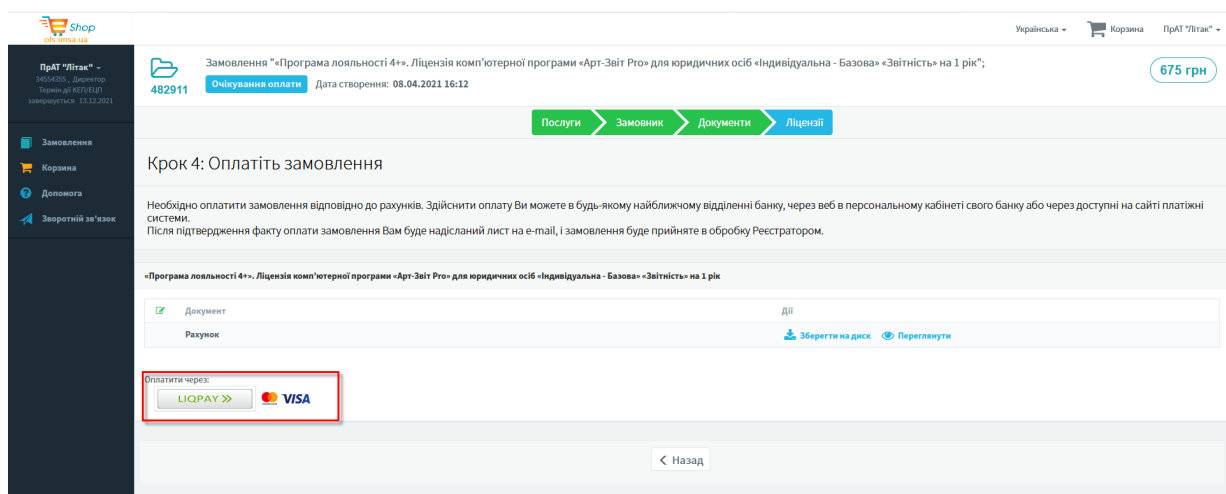 Shop
ols.imsa.ua
Українська
Корзина
ПрАТ "Літак"
ПрАТ "Літак"
34554355 , Директор
Термін дії КЕП/ЕЦП
завершується 13.12.2021
Замовлення
Корзина
Допомога
Зворотній зв'язок
482911
Замовлення "«Програма лояльності 4+». Ліцензія комп'ютерної програми «Арт-Звіт Pro» для юридичних осіб «Індивідуальна - Базова» «Звітність» на 1 рік";
Очікування оплати Дата створення: 08.04.2021 16:12
675 грн
Послуги Замовник Документи Ліцензії
Крок 4: Оплатіть замовлення
Необхідно оплатити замовлення відповідно до рахунків. Здійснити оплату Ви можете в будь-якому найближчому відділенні банку, через веб в персональному кабінеті свого банку або через доступні на сайті платіжні
системи.
Після підтвердження факту оплати замовлення Вам буде надісланий лист на e-mail, і замовлення буде прийняте в обробку Реєстратором.
«Програма лояльності 4+». Ліцензія комп'ютерної програми «Арт-Звіт Pro» для юридичних осіб «Індивідуальна - Базова» «Звітність» на 1 рік
Документ Дії
Рахунок Зберегти на диск Переглянути
Оплатити через:
LIQPAY VISA
Назад